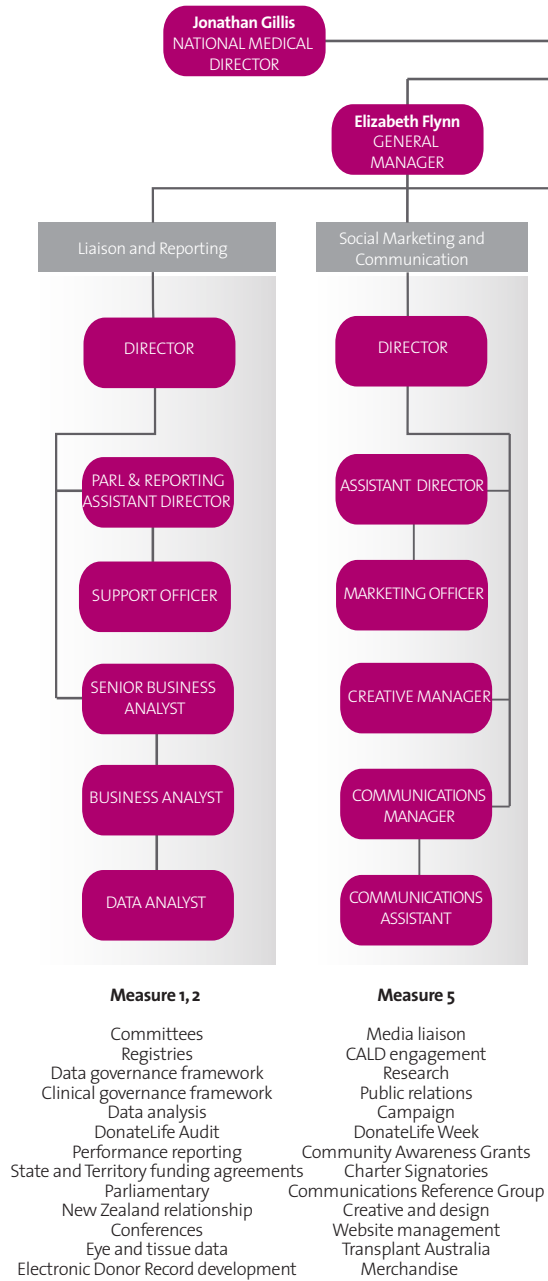 Jonathan Gillis
NATIONAL MEDICAL
DIRECTOR
Elizabeth Flynn
GENERAL
MANAGER
Liaison and Reporting
DIRECTOR
PARL & REPORTING
ASSISTANT DIRECTOR
SUPPORT OFFICER
SENIOR BUSINESS
ANALYST
BUSINESS ANALYST
DATA ANALYST
Measure 1, 2
Committees
Registries
Data governance framework
Clinical governance framework
Data analysis
DonateLife Audit
Performance reporting
State and Territory funding agreements
Parliamentary
New Zealand relationship
Conferences
Eye and tissue data
Electronic Donor Record development
Social Marketing and
Communication
DIRECTOR
ASSISTANT DIRECTOR
MARKETING OFFICER
CREATIVE MANAGER
COMMUNICATIONS
MANAGER
COMMUNICATIONS
ASSISTANT
Measure 5
Media liaison
CALD engagement
Research
Public relations
Campaign
DonateLife Week
Community Awareness Grants
Charter Signatories
Communications Reference Group
Creative and design
Website management
Transplant Australia
Merchandise